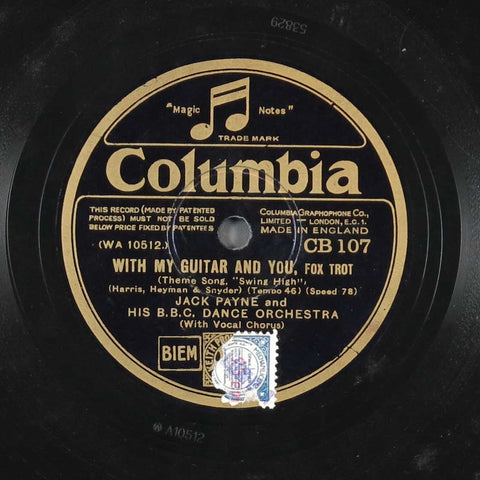 53829
"Magic Notes"
TRADE MARK
Columbia
THIS RECORD (MADE BY PATENTED
PROCESS) MUST NOT BE SOLD
BELOW PRICE FIXED BY PATENTEES
COLUMBIA GRAPHOPHONE CO.,
LIMITED — LONDON, E.C.1.
MADE IN ENGLAND
(WA 10512.)
CB 107
WITH MY GUITAR AND YOU, FOX TROT
(Theme Song, "Swing High")
(Harris, Heyman & Snyder) (Tempo 46) (Speed 78)
JACK PAYNE and
HIS B.B.C. DANCE ORCHESTRA
(With Vocal Chorus)
BIEM
A10512